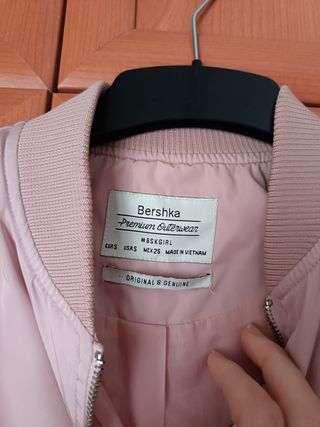 Bershka
Premium Outerwear
#BSKGIRL
EUR S USA S MEX 26 MADE IN VIETNAM
ORIGINAL & GENUINE